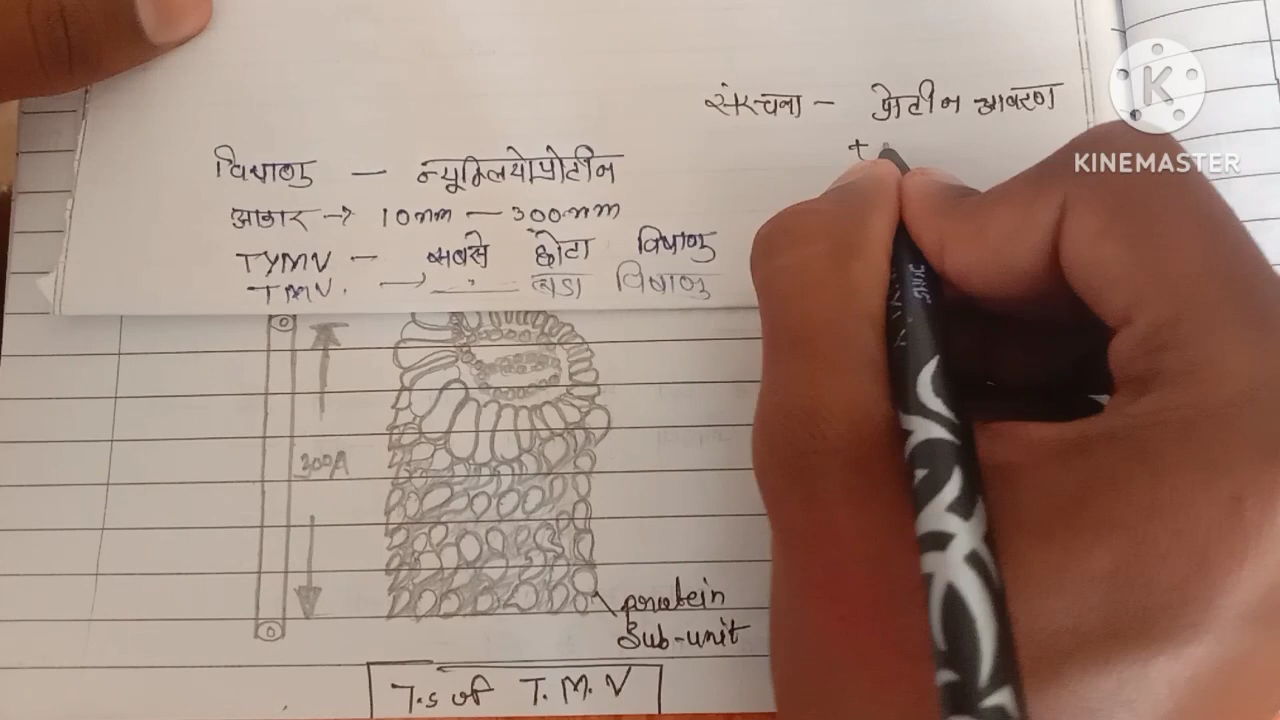 संरचना - प्रोटीन आवरण
+
विषाणु - न्यूक्लियोप्रोटीन
आकार → 10nm - 300nm
TYMV - सबसे छोटा विषाणु
TMV. → —"— बडा विषाणु
300A
protein
sub-unit
T.S of T.M.V
K
KINEMASTER